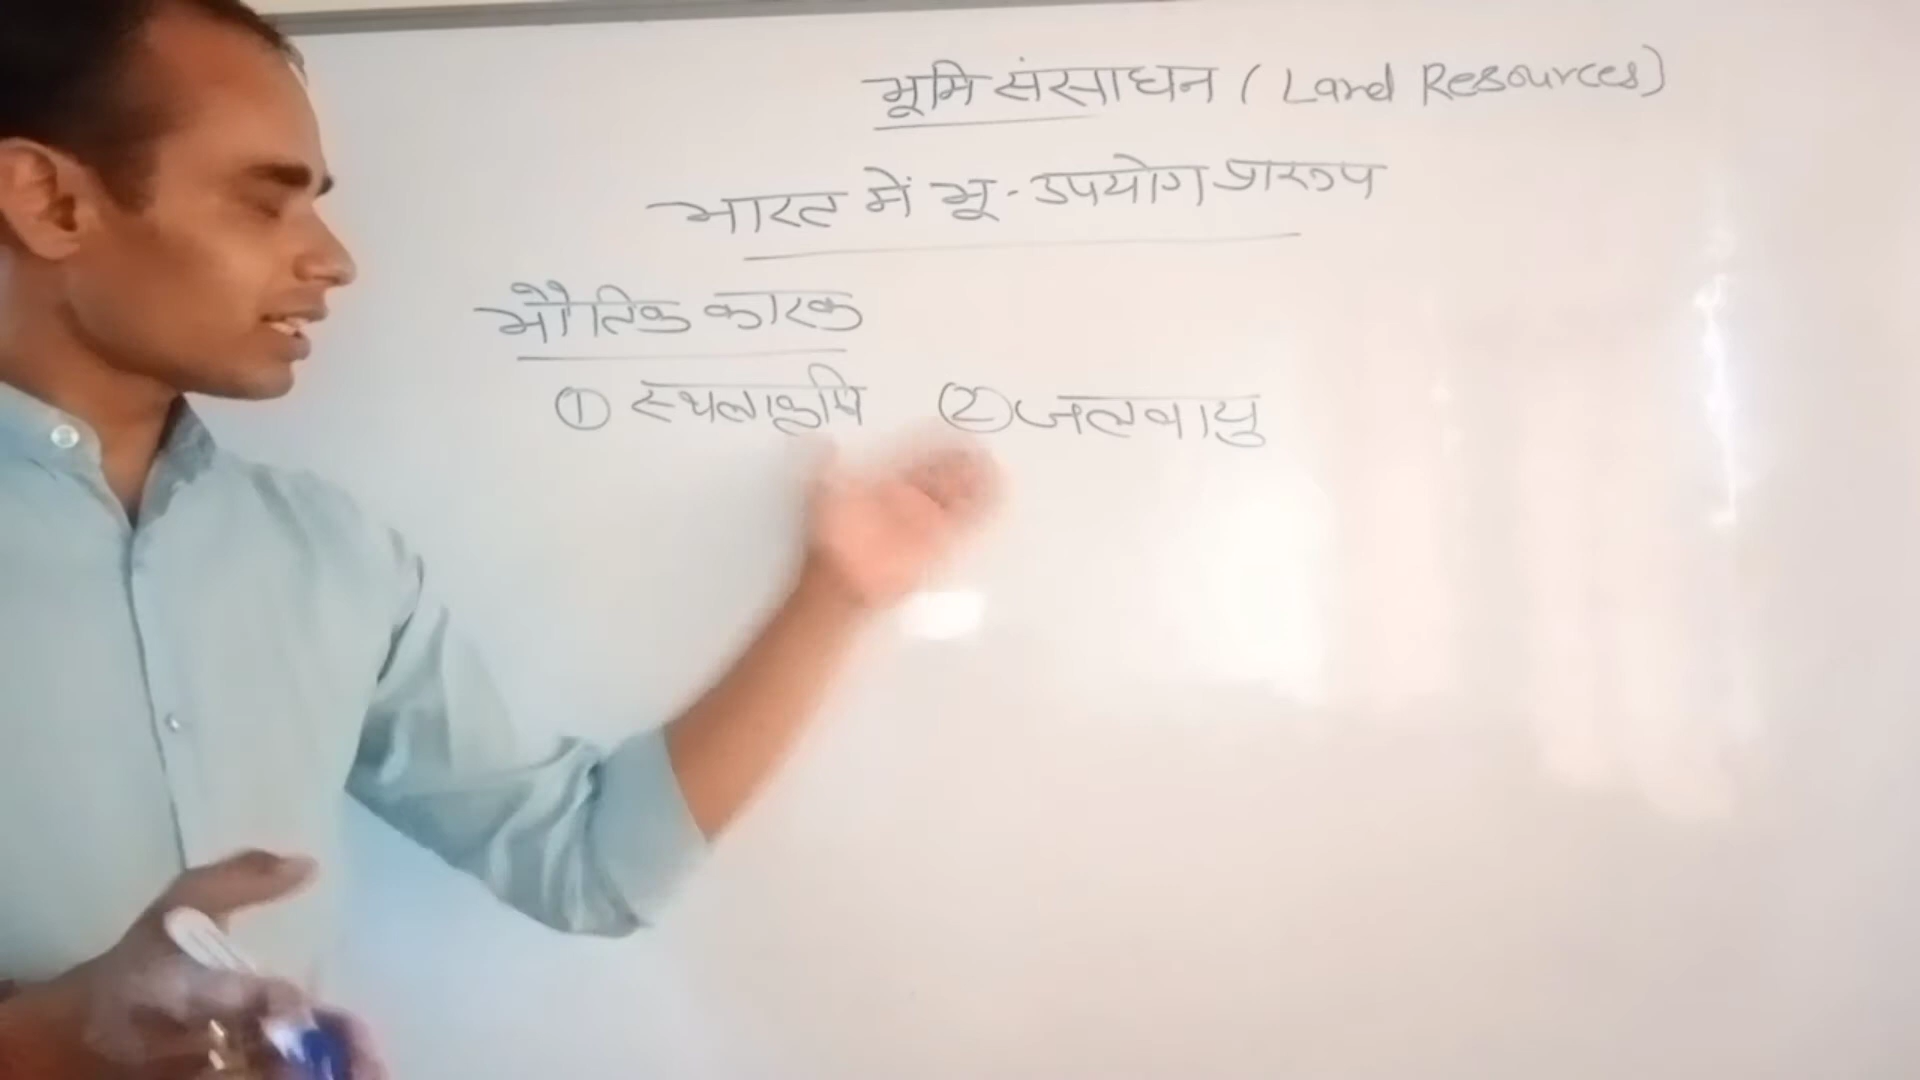 भूमि संसाधन ( Land Resources)
भारत में भू-उपयोग प्रारूप
भौतिक कारक
① स्थलाकृति ② जलवायु